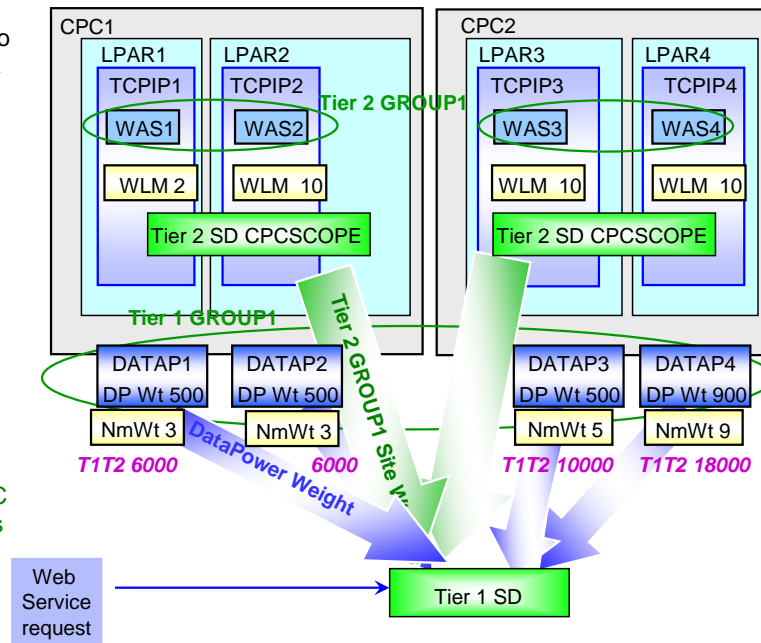 o
CPC1
CPC2
LPAR1
LPAR2
LPAR3
LPAR4
TCPIP1
TCPIP2
TCPIP3
TCPIP4
Tier 2 GROUP1
WAS1
WAS2
WAS3
WAS4
WLM 2
WLM 10
WLM 10
WLM 10
Tier 2 SD CPCSCOPE
Tier 2 SD CPCSCOPE
Tier 1 GROUP1
Tier 2 GROUP1 Site W
DATAP1
DP Wt 500
DATAP2
DP Wt 500
DATAP3
DP Wt 500
DATAP4
DP Wt 900
NmWt 3
NmWt 3
NmWt 5
NmWt 9
T1T2 6000
6000
T1T2 10000
T1T2 18000
DataPower Weight
C
s
Web
Service
request
Tier 1 SD